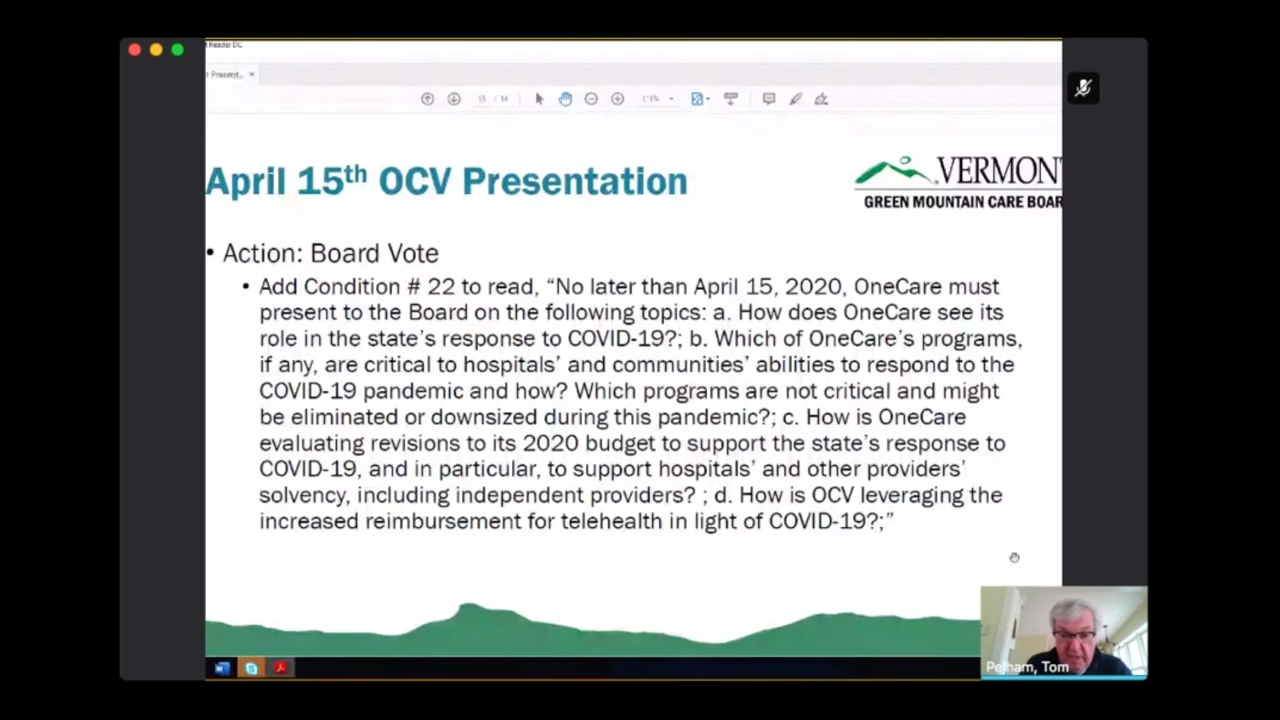 t Reader DC
t Present... ×
13 / 14
111%
April 15th OCV Presentation
VERMONT
GREEN MOUNTAIN CARE BOAR
• Action: Board Vote
• Add Condition # 22 to read, “No later than April 15, 2020, OneCare must
present to the Board on the following topics: a. How does OneCare see its
role in the state’s response to COVID-19?; b. Which of OneCare’s programs,
if any, are critical to hospitals’ and communities’ abilities to respond to the
COVID-19 pandemic and how? Which programs are not critical and might
be eliminated or downsized during this pandemic?; c. How is OneCare
evaluating revisions to its 2020 budget to support the state’s response to
COVID-19, and in particular, to support hospitals’ and other providers’
solvency, including independent providers? ; d. How is OCV leveraging the
increased reimbursement for telehealth in light of COVID-19?;”
Pelham, Tom